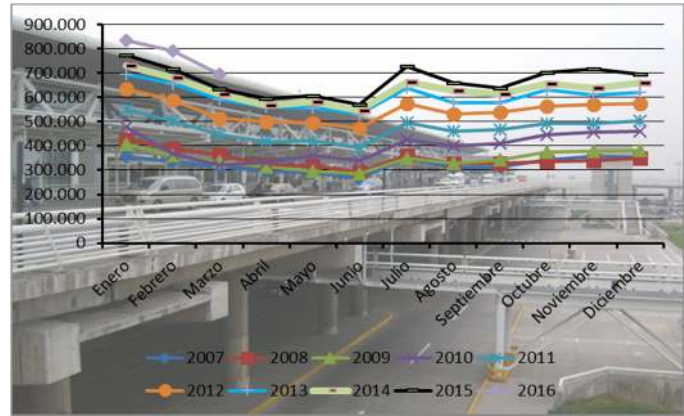 900.000
800.000
700.000
600.000
500.000
400.000
300.000
200.000
100.000
0
Enero
Febrero
Marzo
Abril
Mayo
Junio
Julio
Agosto
Septiembre
Octubre
Noviembre
Diciembre
2007 2008 2009 2010 2011
2012 2013 2014 2015 2016